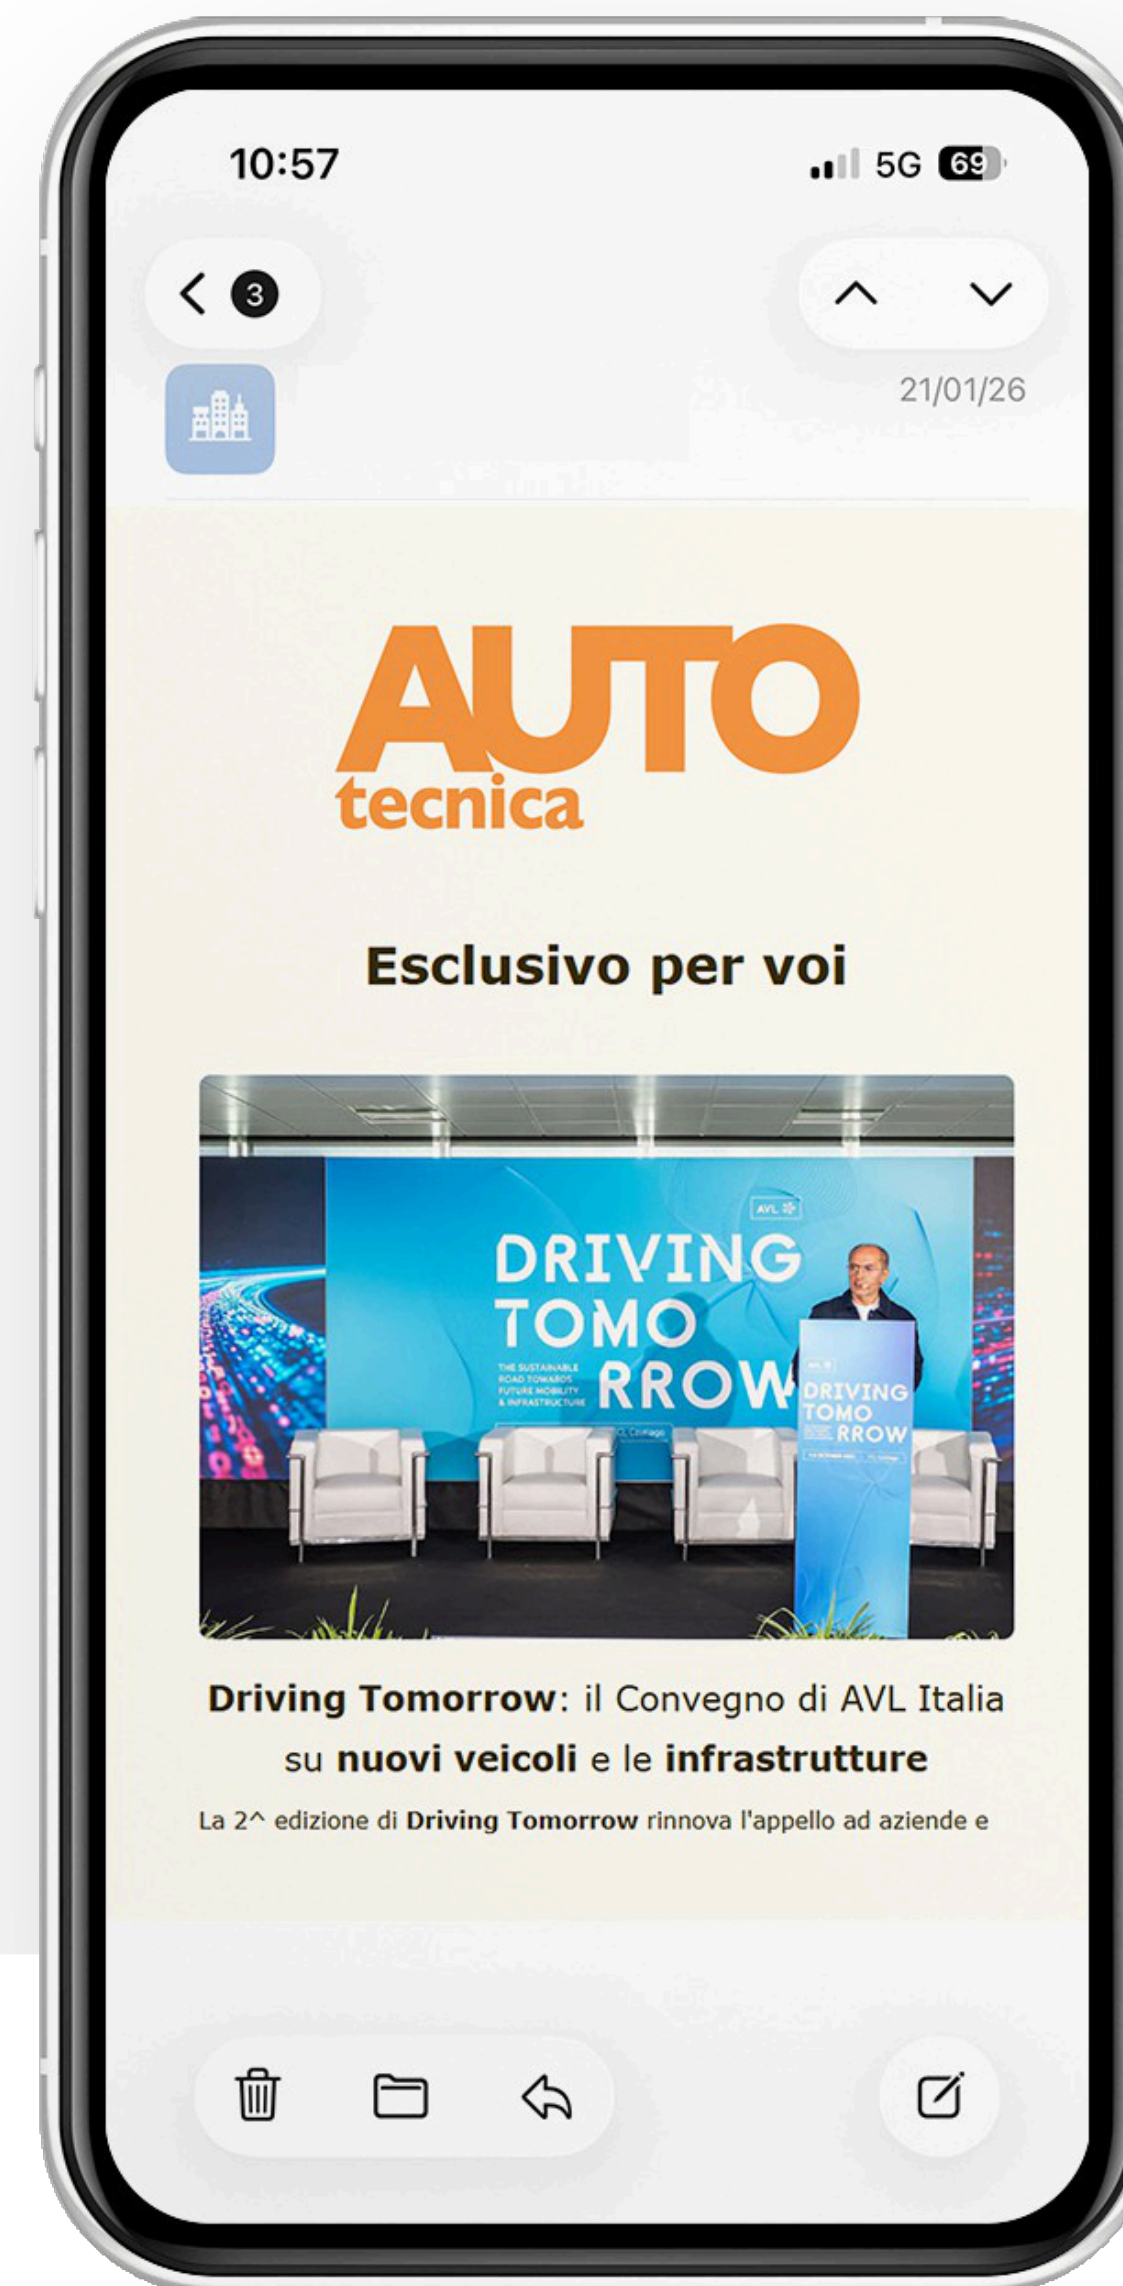 10:57
5G 69
3
21/01/26
AUTO
tecnica
Esclusivo per voi
AVL
DRIVING
TOMO
RROW
THE SUSTAINABLE
ROAD TOWARDS
FUTURE MOBILITY
& INFRASTRUCTURE
AVL
DRIVING
TOMO
RROW
Driving Tomorrow: il Convegno di AVL Italia
su nuovi veicoli e le infrastrutture
La 2^ edizione di Driving Tomorrow rinnova l'appello ad aziende e